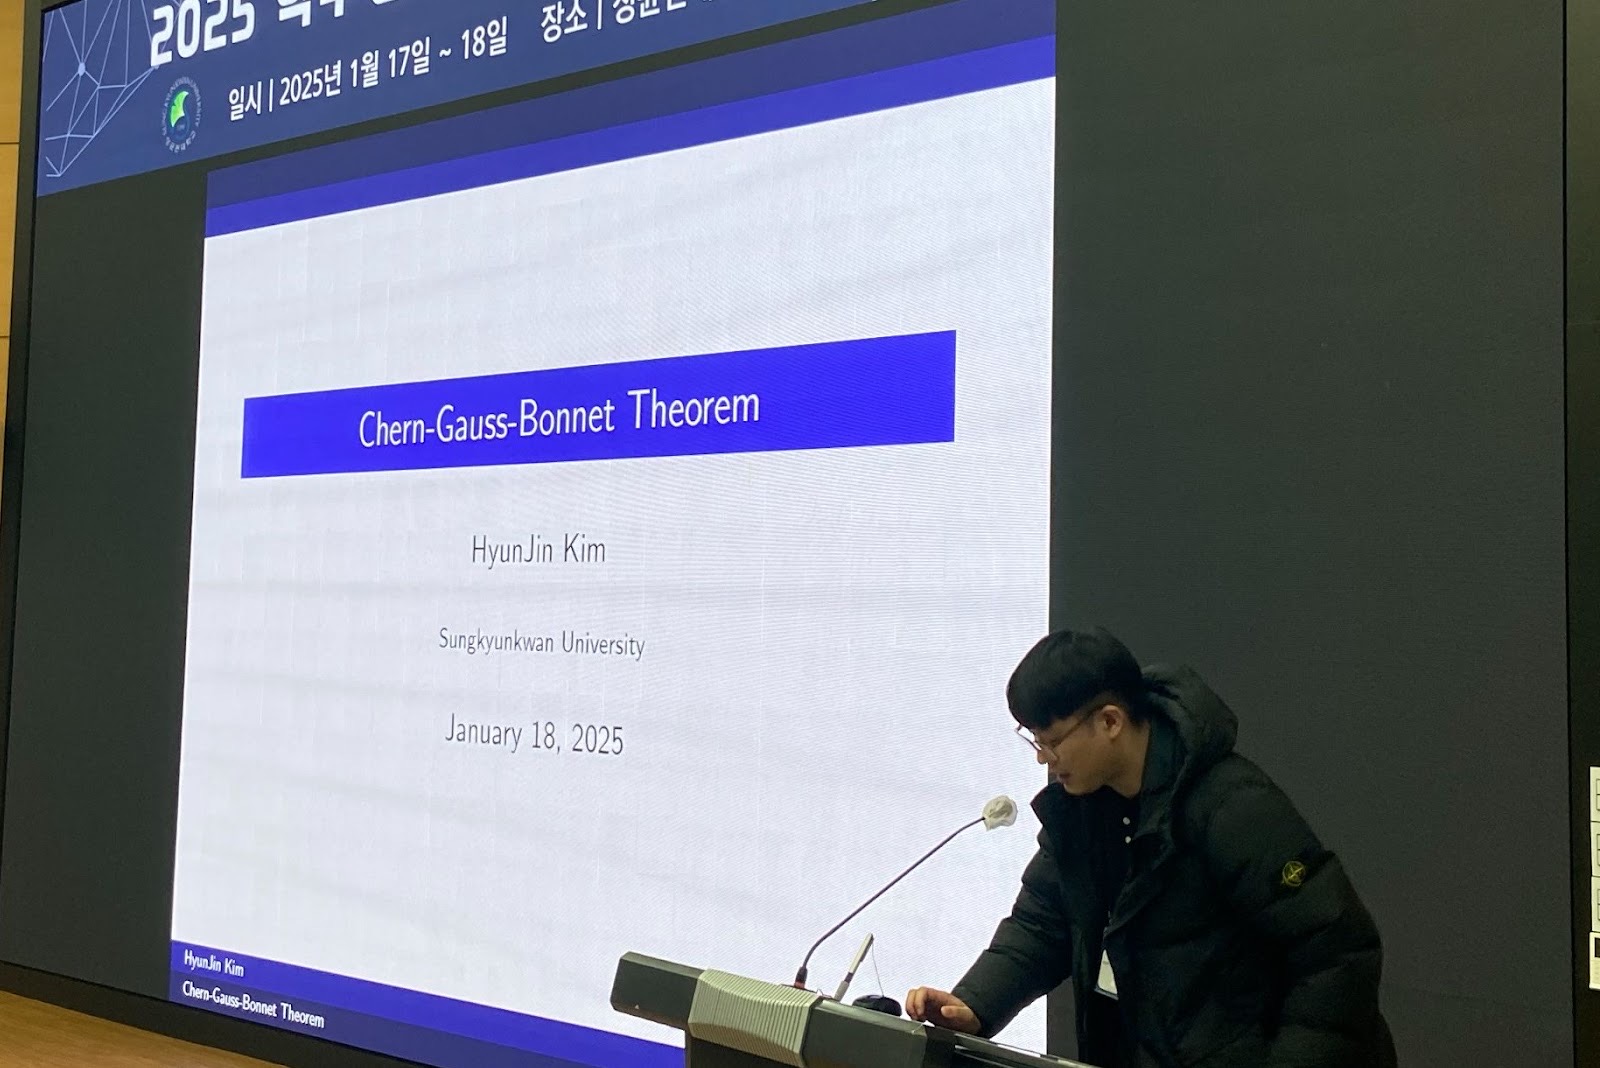 2025
일시 | 2025년 1월 17일 ~ 18일 장소 |
Chern-Gauss-Bonnet Theorem
HyunJin Kim
Sungkyunkwan University
January 18, 2025
HyunJin Kim
Chern-Gauss-Bonnet Theorem